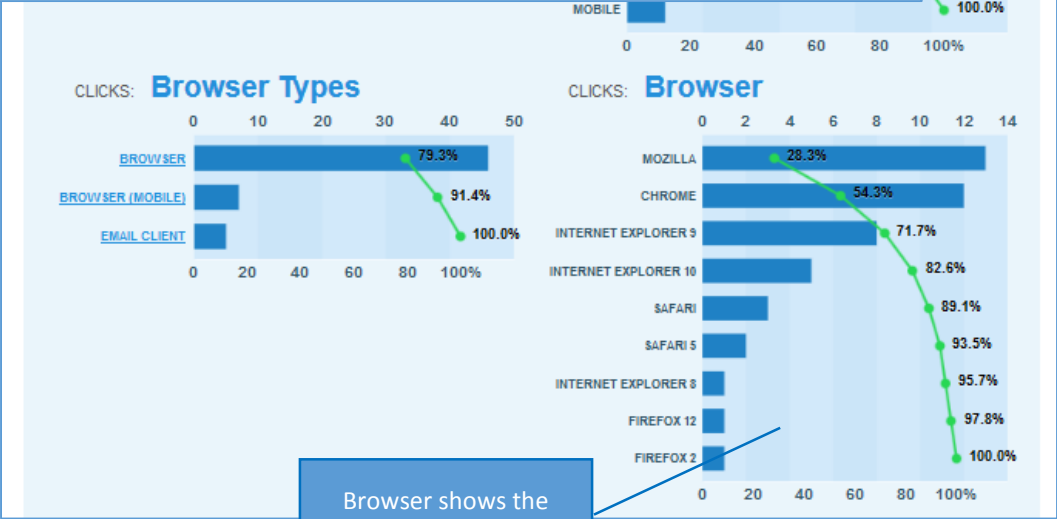 MOBILE 100.0%
0 20 40 60 80 100%
CLICKS: Browser Types
0 10 20 30 40 50
BROWSER 79.3%
BROWSER (MOBILE) 91.4%
EMAIL CLIENT 100.0%
0 20 40 60 80 100%
CLICKS: Browser
0 2 4 6 8 10 12 14
MOZILLA 28.3%
CHROME 54.3%
INTERNET EXPLORER 9 71.7%
INTERNET EXPLORER 10 82.6%
SAFARI 89.1%
SAFARI 5 93.5%
INTERNET EXPLORER 8 95.7%
FIREFOX 12 97.8%
FIREFOX 2 100.0%
0 20 40 60 80 100%
Browser shows the